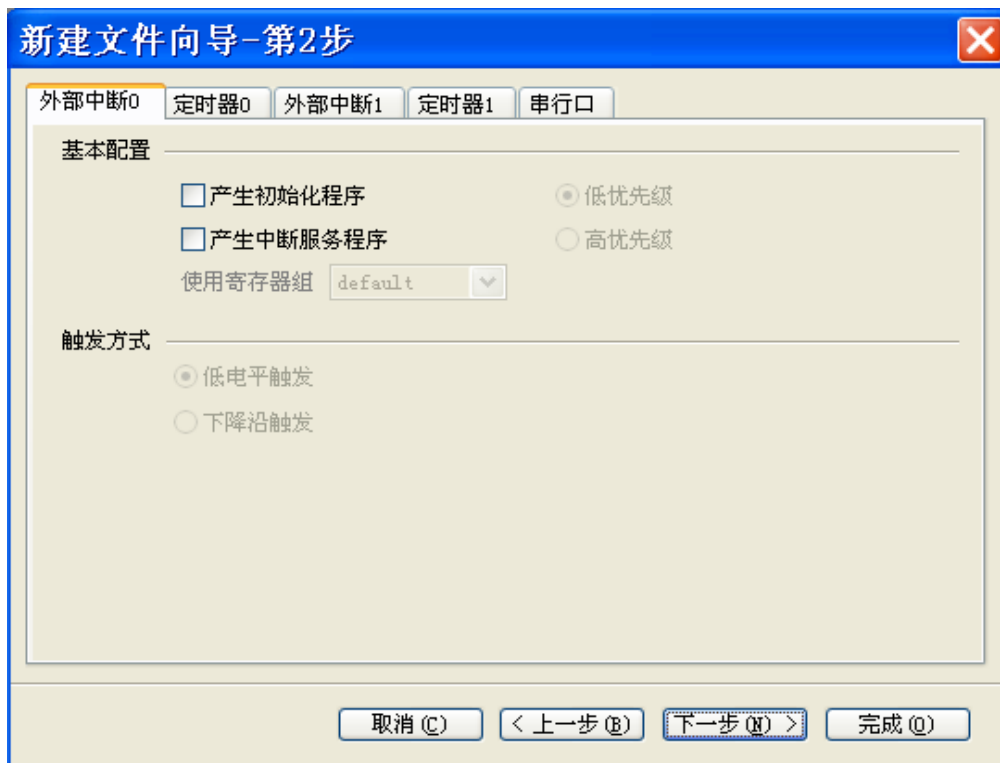 新建文件向导-第2步
外部中断0 定时器0 外部中断1 定时器1 串行口
基本配置
产生初始化程序 低优先级
产生中断服务程序 高优先级
使用寄存器组 default
触发方式
低电平触发
下降沿触发
取消(C) < 上一步(B) 下一步(N) > 完成(O)